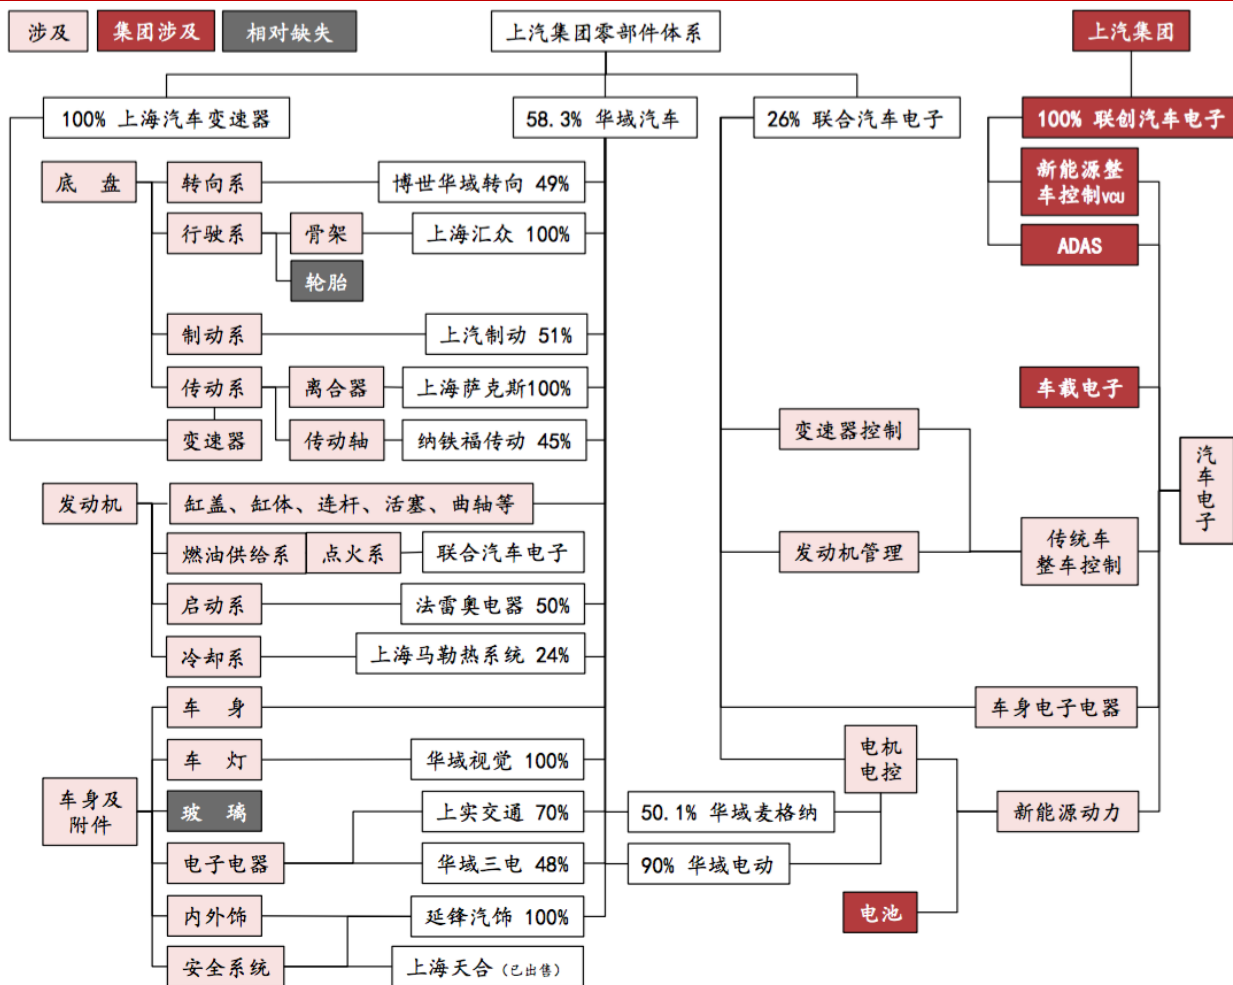 涉及
集团涉及
相对缺失
上汽集团零部件体系
上汽集团
100% 上海汽车变速器
58.3% 华域汽车
26% 联合汽车电子
100% 联创汽车电子
底 盘
转向系
博世华域转向 49%
新能源整
车控制VCU
行驶系
骨架
上海汇众 100%
ADAS
轮胎
制动系
上汽制动 51%
传动系
离合器
上海萨克斯100%
车载电子
变速器
传动轴
纳铁福传动 45%
变速器控制
汽
车
电
子
发动机
缸盖、缸体、连杆、活塞、曲轴等
燃油供给系
点火系
联合汽车电子
发动机管理
传统车
整车控制
启动系
法雷奥电器 50%
冷却系
上海马勒热系统 24%
车 身
车身电子电器
车 灯
华域视觉 100%
电机
电控
车身及
附件
玻 璃
上实交通 70%
50.1% 华域麦格纳
新能源动力
电子电器
华域三电 48%
90% 华域电动
内外饰
延锋汽饰 100%
电池
安全系统
上海天合（已出售）